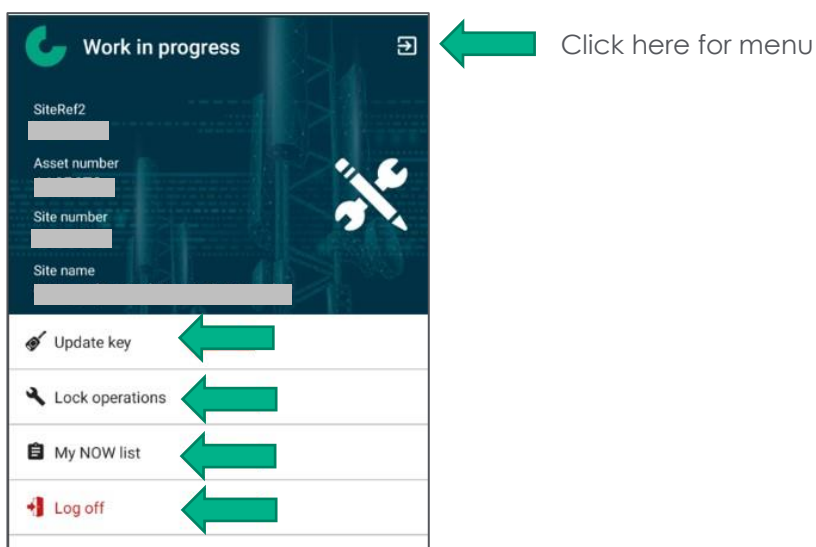 Work in progress
Click here for menu
SiteRef2
Asset number
Site number
Site name
Update key
Lock operations
My NOW list
Log off